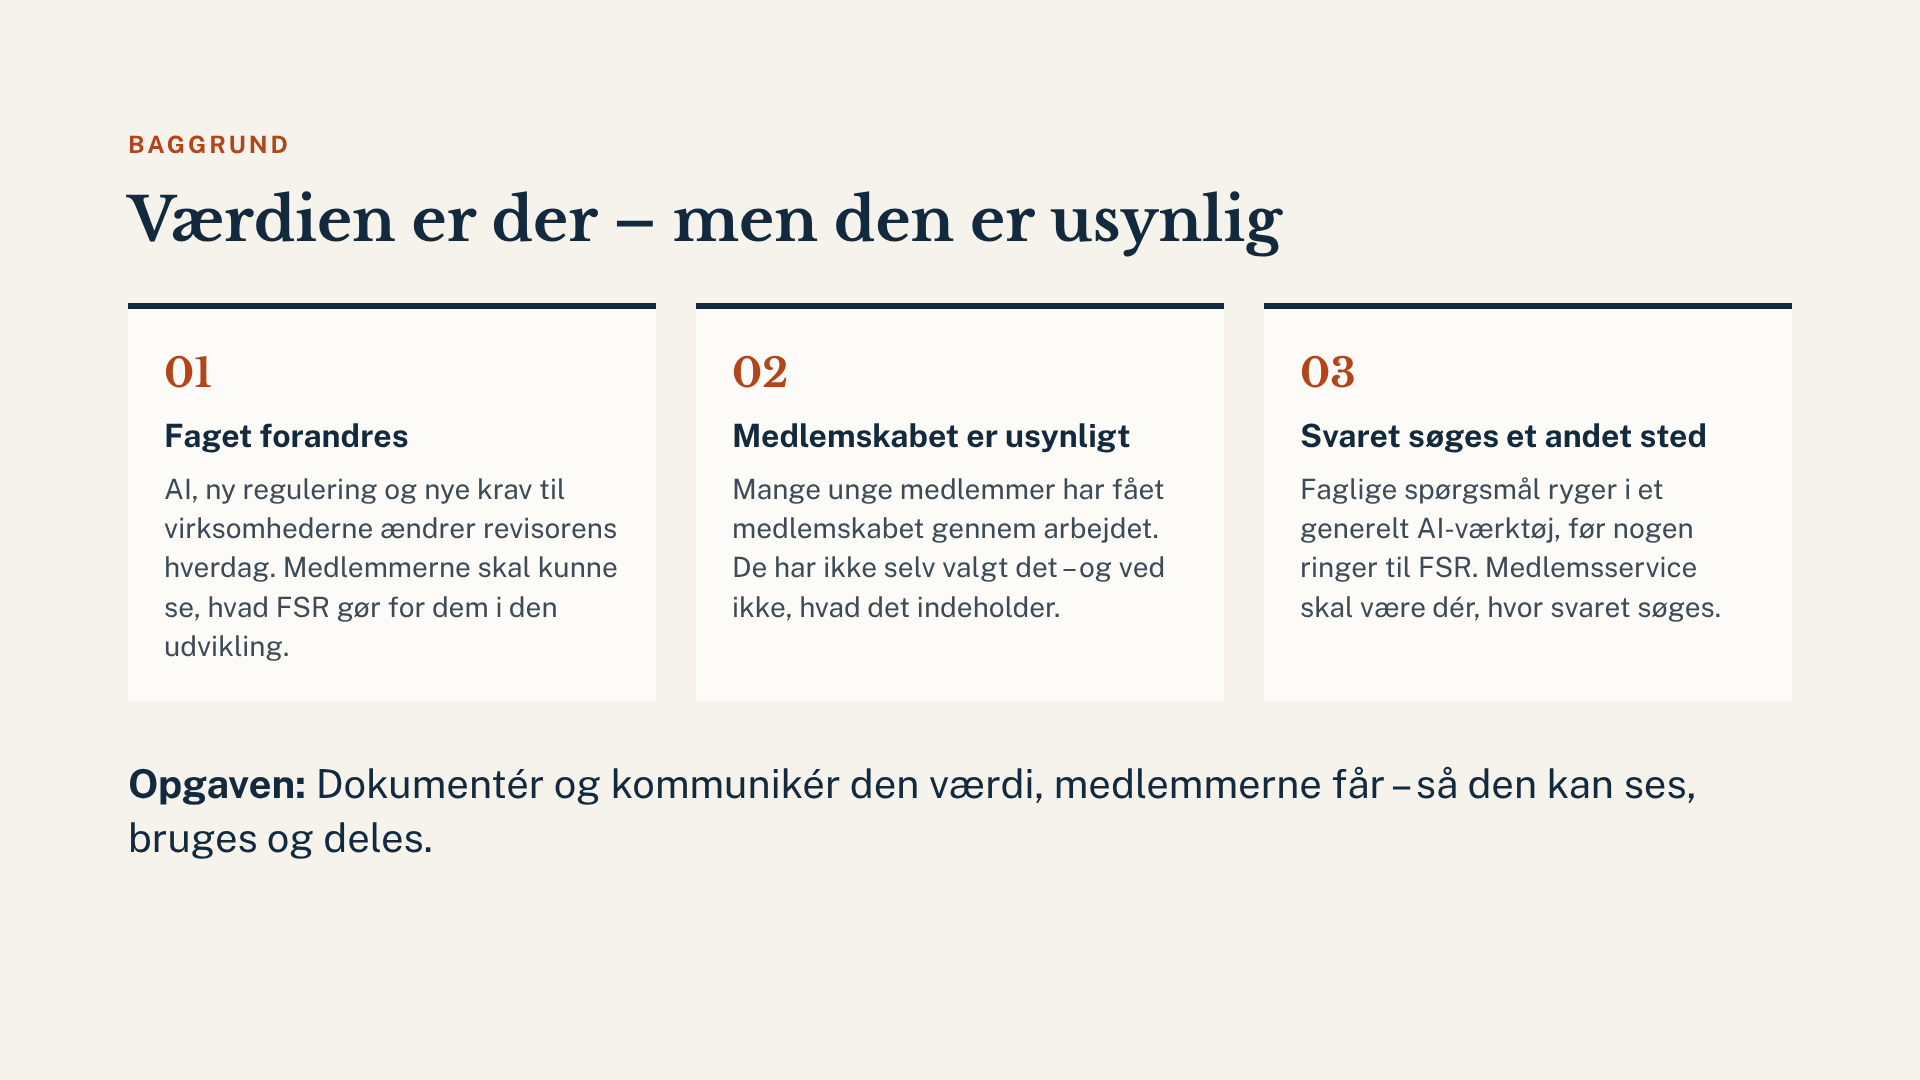 BAGGRUND
Værdien er der – men den er usynlig
01
Faget forandres
AI, ny regulering og nye krav til
virksomhederne ændrer revisorens
hverdag. Medlemmerne skal kunne
se, hvad FSR gør for dem i den
udvikling.
02
Medlemskabet er usynligt
Mange unge medlemmer har fået
medlemskabet gennem arbejdet.
De har ikke selv valgt det – og ved
ikke, hvad det indeholder.
03
Svaret søges et andet sted
Faglige spørgsmål ryger i et
generelt AI-værktøj, før nogen
ringer til FSR. Medlemsservice
skal være dér, hvor svaret søges.
Opgaven: Dokumentér og kommunikér den værdi, medlemmerne får – så den kan ses,
bruges og deles.